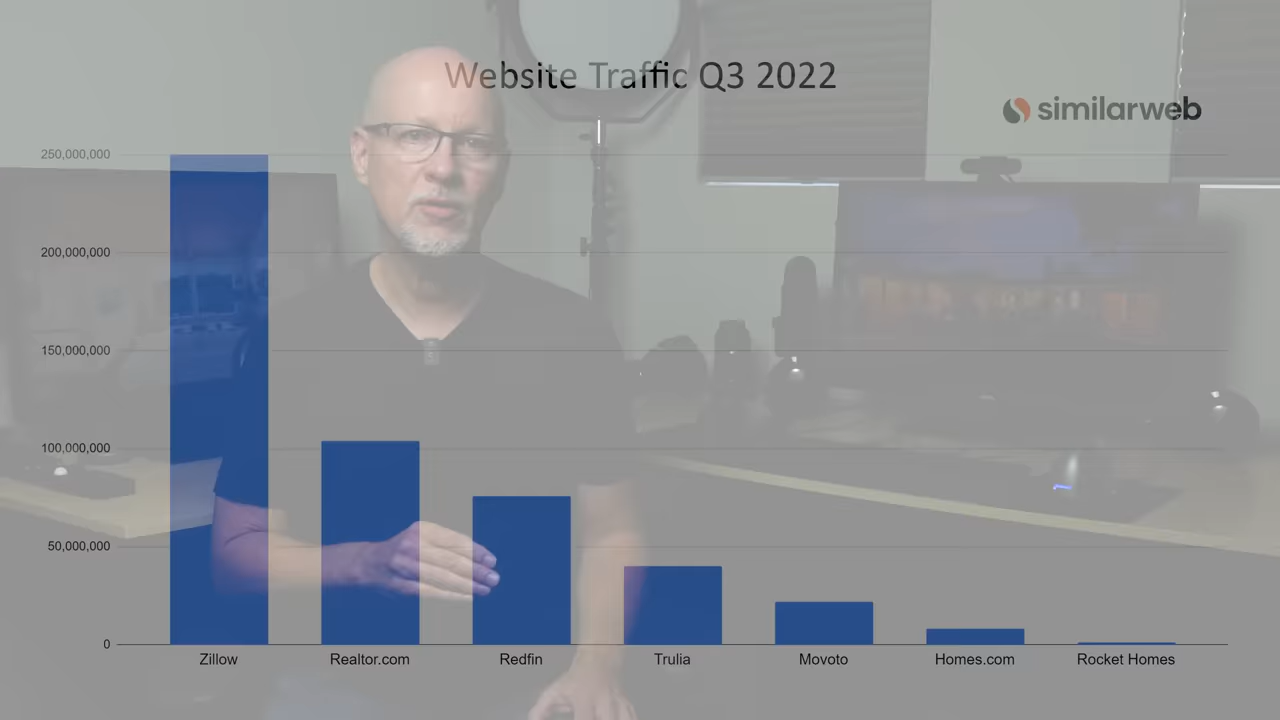 Website Traffic Q3 2022
similarweb
250,000,000
200,000,000
150,000,000
100,000,000
50,000,000
0
Zillow Realtor.com Redfin Trulia Movoto Homes.com Rocket Homes